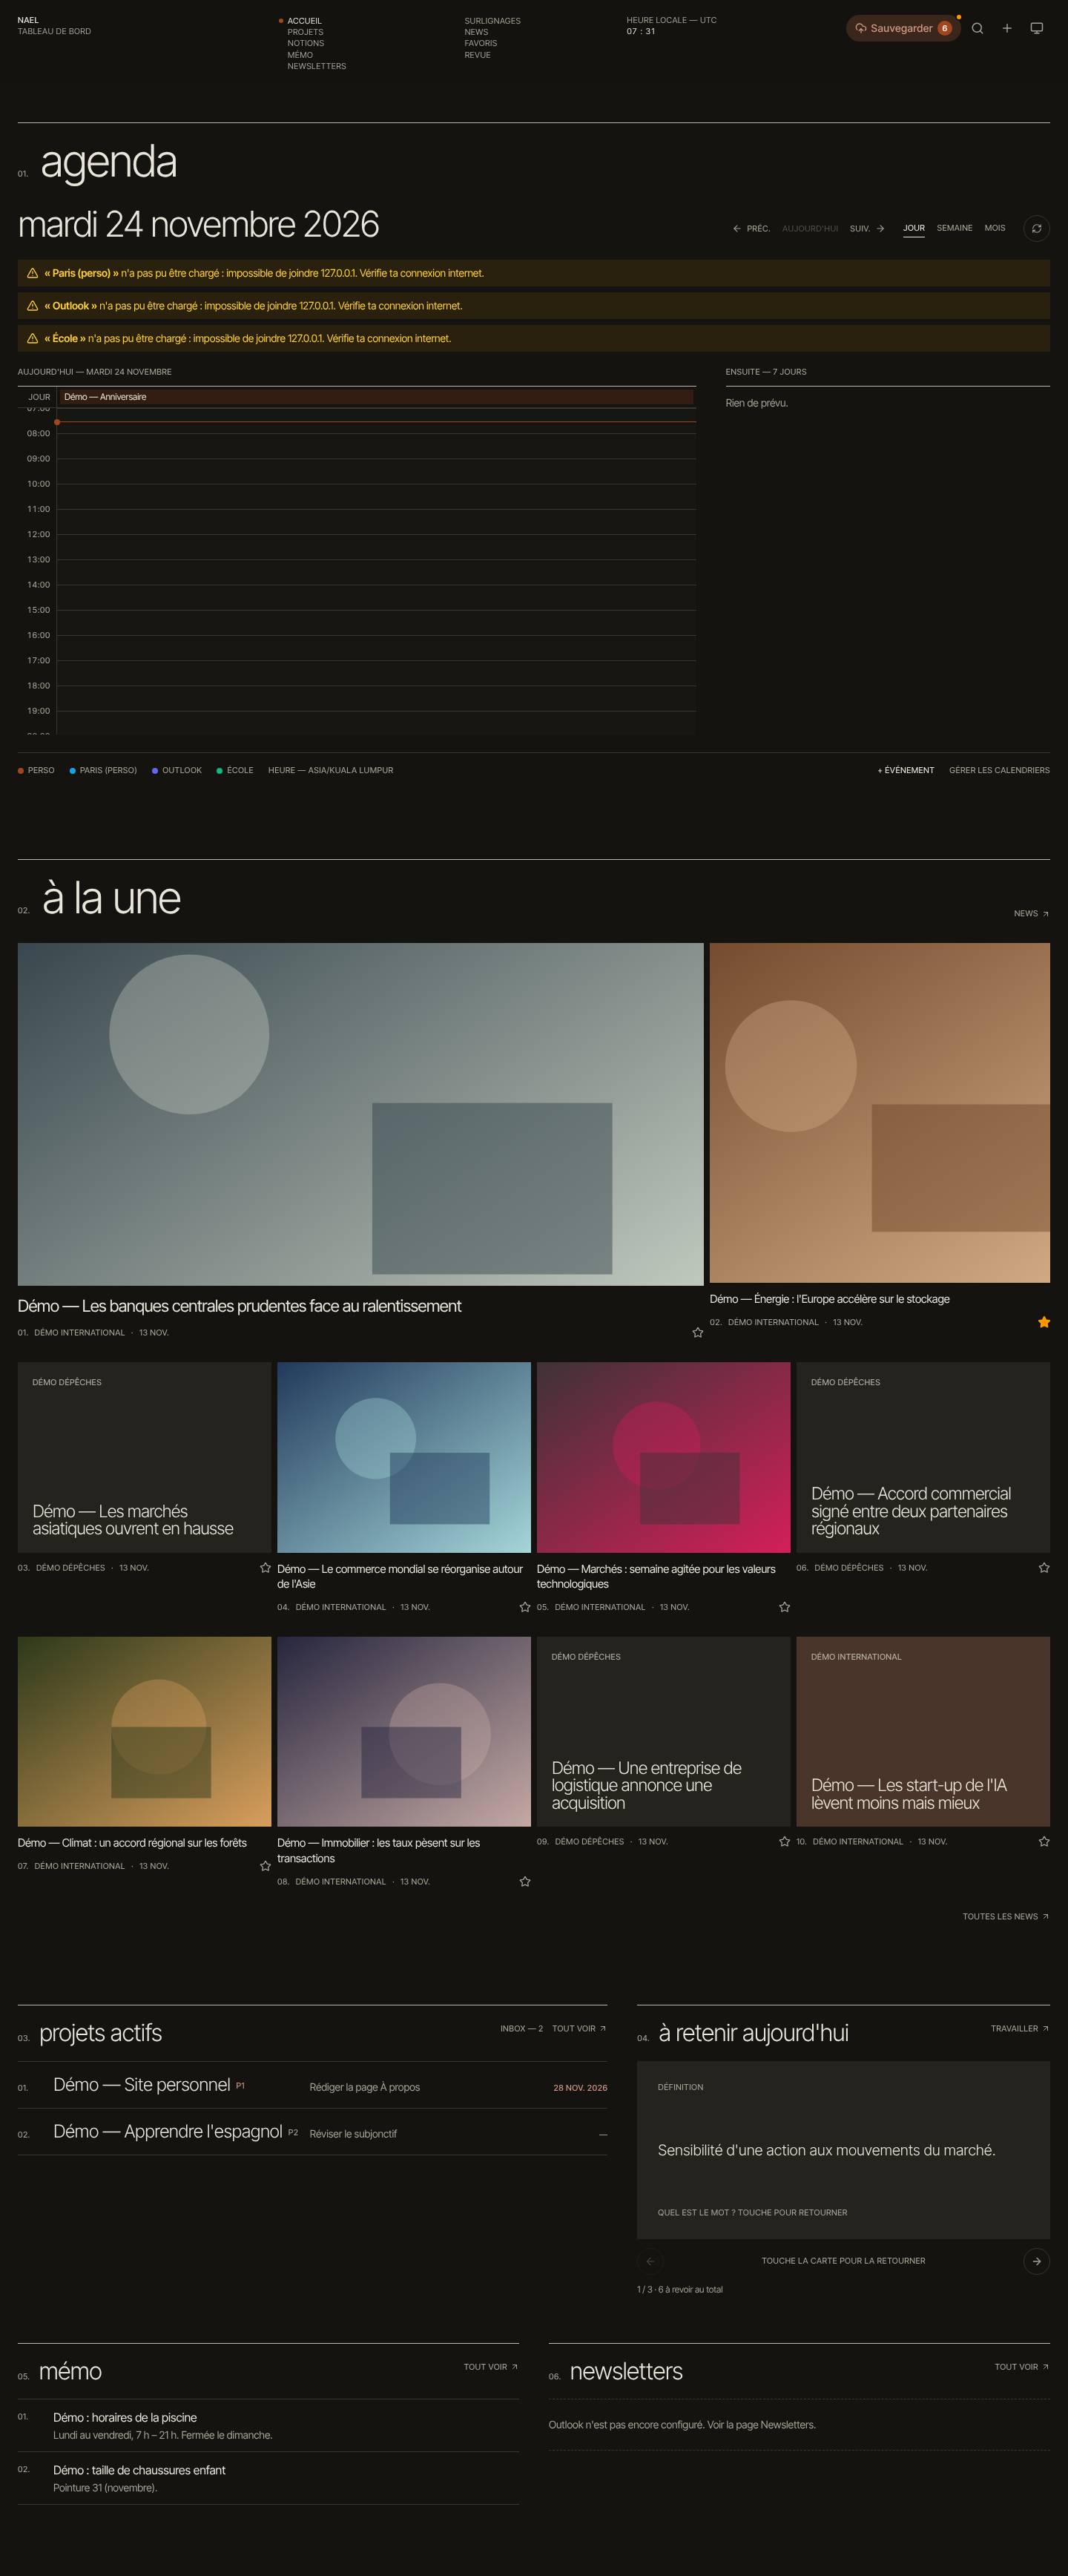 NAEL
TABLEAU DE BORD
ACCUEIL
PROJETS
NOTIONS
MÉMO
NEWSLETTERS
SURLIGNAGES
NEWS
FAVORIS
REVUE
HEURE LOCALE — UTC
07 : 31
Sauvegarder 6
01. agenda
mardi 24 novembre 2026
PRÉC. AUJOURD'HUI SUIV. JOUR SEMAINE MOIS
« Paris (perso) » n'a pas pu être chargé : impossible de joindre 127.0.0.1. Vérifie ta connexion internet.
« Outlook » n'a pas pu être chargé : impossible de joindre 127.0.0.1. Vérifie ta connexion internet.
« École » n'a pas pu être chargé : impossible de joindre 127.0.0.1. Vérifie ta connexion internet.
AUJOURD'HUI — MARDI 24 NOVEMBRE
JOUR Démo — Anniversaire
07:00
08:00
09:00
10:00
11:00
12:00
13:00
14:00
15:00
16:00
17:00
18:00
19:00
ENSUITE — 7 JOURS
Rien de prévu.
PERSO PARIS (PERSO) OUTLOOK ÉCOLE HEURE — ASIA/KUALA LUMPUR
+ ÉVÉNEMENT GÉRER LES CALENDRIERS
02. à la une
NEWS
Démo — Les banques centrales prudentes face au ralentissement
01. DÉMO INTERNATIONAL · 13 NOV.
Démo — Énergie : l'Europe accélère sur le stockage
02. DÉMO INTERNATIONAL · 13 NOV.
DÉMO DÉPÊCHES
Démo — Les marchés
asiatiques ouvrent en hausse
03. DÉMO DÉPÊCHES · 13 NOV.
Démo — Le commerce mondial se réorganise autour
de l'Asie
04. DÉMO INTERNATIONAL · 13 NOV.
Démo — Marchés : semaine agitée pour les valeurs
technologiques
05. DÉMO INTERNATIONAL · 13 NOV.
DÉMO DÉPÊCHES
Démo — Accord commercial
signé entre deux partenaires
régionaux
06. DÉMO DÉPÊCHES · 13 NOV.
Démo — Climat : un accord régional sur les forêts
07. DÉMO INTERNATIONAL · 13 NOV.
Démo — Immobilier : les taux pèsent sur les
transactions
08. DÉMO INTERNATIONAL · 13 NOV.
DÉMO DÉPÊCHES
Démo — Une entreprise de
logistique annonce une
acquisition
09. DÉMO DÉPÊCHES · 13 NOV.
DÉMO INTERNATIONAL
Démo — Les start-up de l'IA
lèvent moins mais mieux
10. DÉMO INTERNATIONAL · 13 NOV.
TOUTES LES NEWS
03. projets actifs
INBOX — 2 TOUT VOIR
01. Démo — Site personnel P1 Rédiger la page À propos 28 NOV. 2026
02. Démo — Apprendre l'espagnol P2 Réviser le subjonctif —
04. à retenir aujourd'hui
TRAVAILLER
DÉFINITION
Sensibilité d'une action aux mouvements du marché.
QUEL EST LE MOT ? TOUCHE POUR RETOURNER
TOUCHE LA CARTE POUR LA RETOURNER
1 / 3 · 6 à revoir au total
05. mémo
TOUT VOIR
01. Démo : horaires de la piscine
Lundi au vendredi, 7 h – 21 h. Fermée le dimanche.
02. Démo : taille de chaussures enfant
Pointure 31 (novembre).
06. newsletters
TOUT VOIR
Outlook n'est pas encore configuré. Voir la page Newsletters.